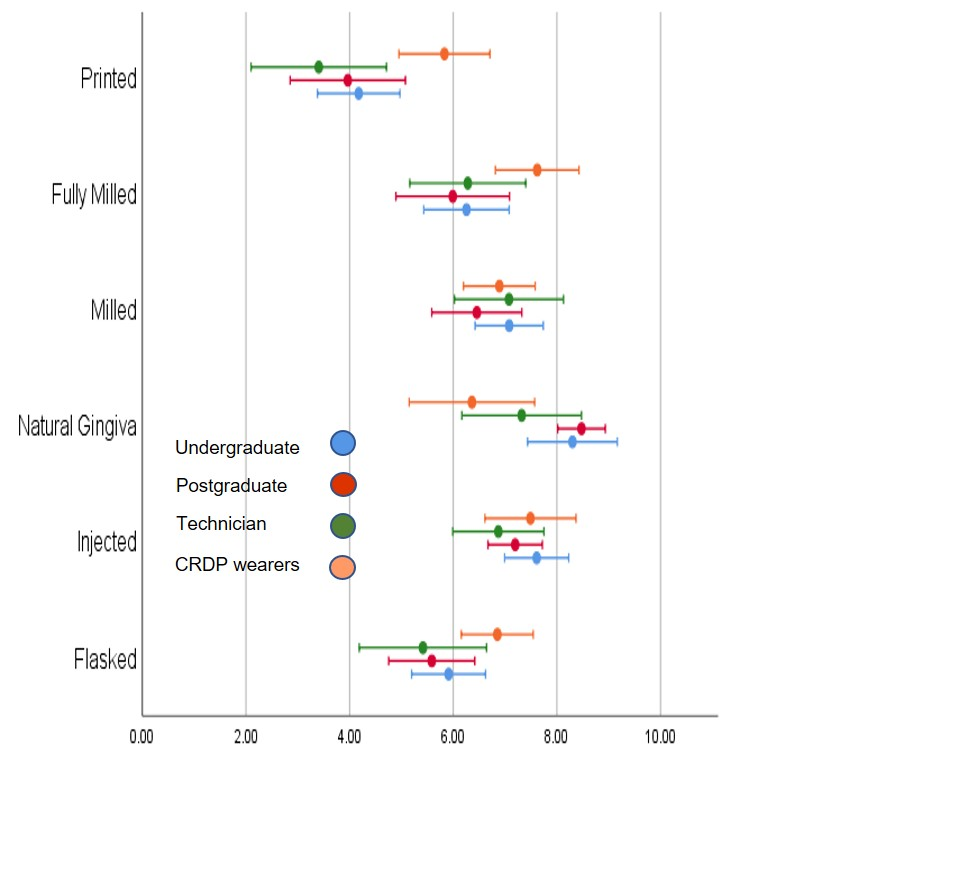 Printed
Fully Milled
Milled
Natural Gingiva
Undergraduate
Postgraduate
Technician
Injected
CRDP wearers
Flasked
0.00 2.00 4.00 6.00 8.00 10.00